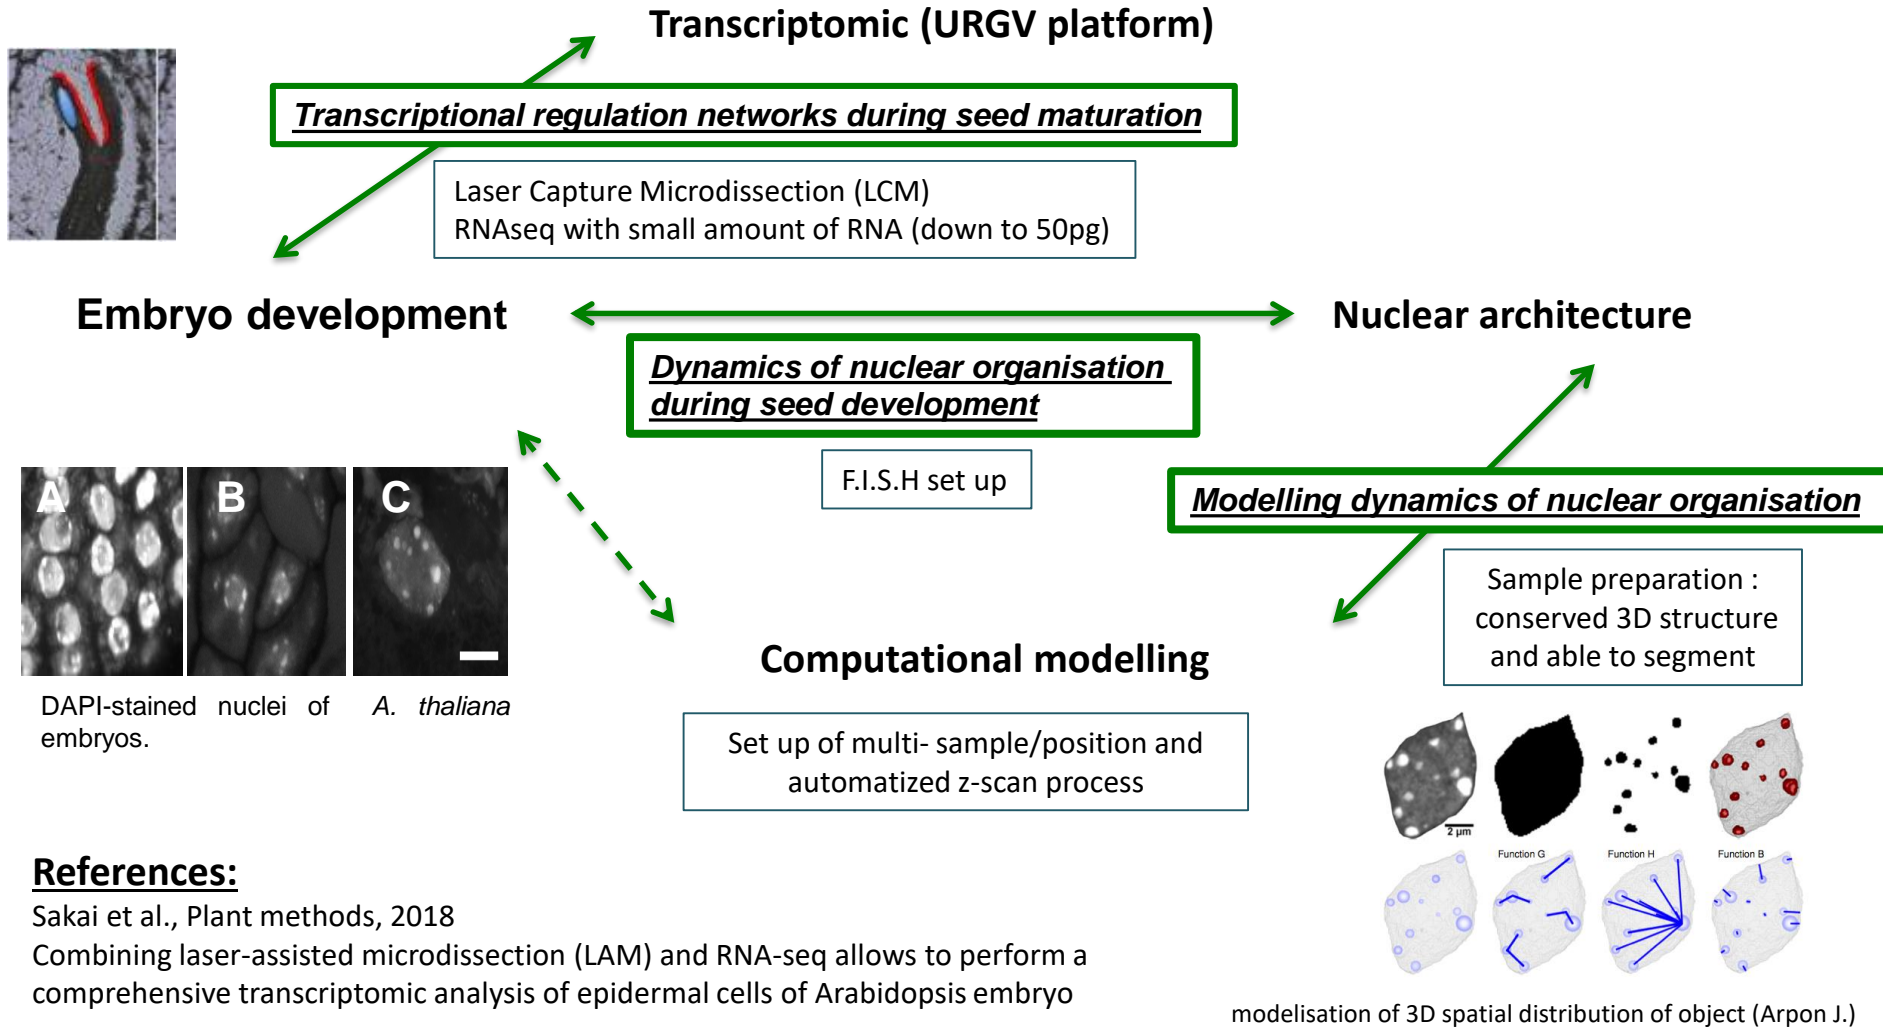 Transcriptomic (URGV platform)
Transcriptional regulation networks during seed maturation
Laser Capture Microdissection (LCM)
RNAseq with small amount of RNA (down to 50pg)
Embryo development
Nuclear architecture
Dynamics of nuclear organisation
during seed development
F.I.S.H set up
Modelling dynamics of nuclear organisation
A
B
C
DAPI-stained nuclei of A. thaliana
embryos.
Sample preparation :
conserved 3D structure
and able to segment
Computational modelling
Set up of multi- sample/position and
automatized z-scan process
2 µm
Function G
Function H
Function B
References:
Sakai et al., Plant methods, 2018
Combining laser-assisted microdissection (LAM) and RNA-seq allows to perform a
comprehensive transcriptomic analysis of epidermal cells of Arabidopsis embryo
modelisation of 3D spatial distribution of object (Arpon J.)